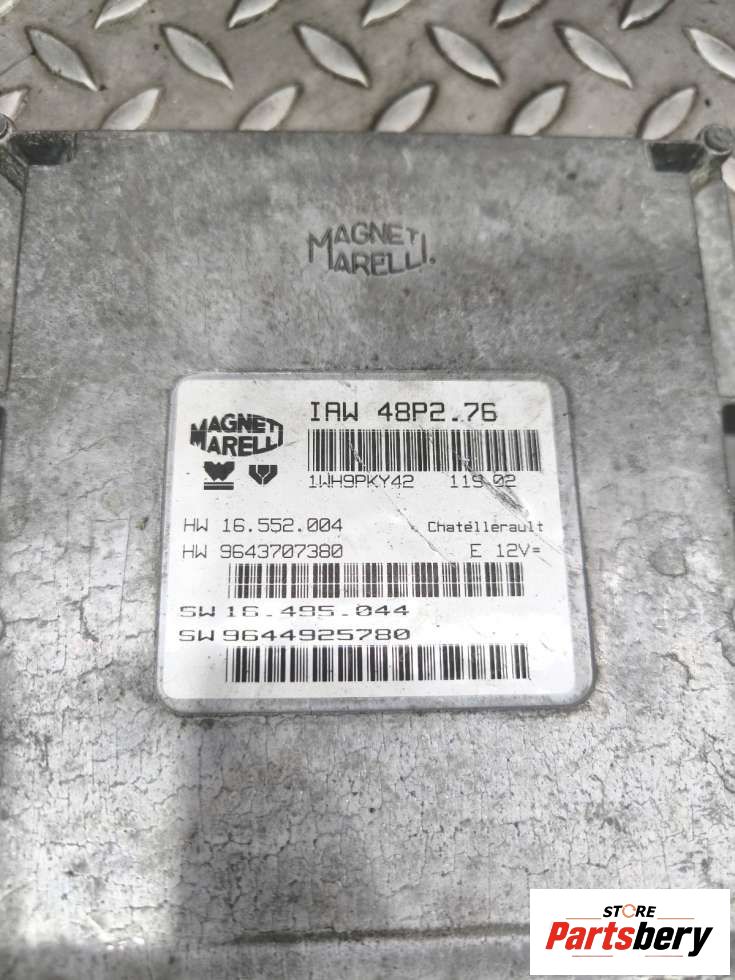 MAGNETI
MARELLI.
MAGNETI
MARELLI
IAW 48P2.76
1WH9PKY42 119.02
HW 16.552.004 Chatéllerault
HW 9643707380 E 12V=
SW 16.495.044
SW 9644925780
STORE
Partsbery